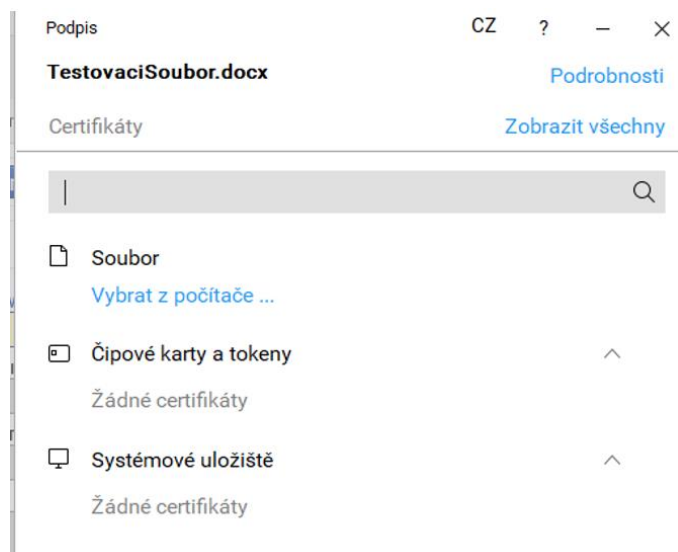 Podpis CZ ? – ×
TestovaciSoubor.docx Podrobnosti
Certifikáty Zobrazit všechny
Soubor
Vybrat z počítače ...
Čipové karty a tokeny
Žádné certifikáty
Systémové uložiště
Žádné certifikáty